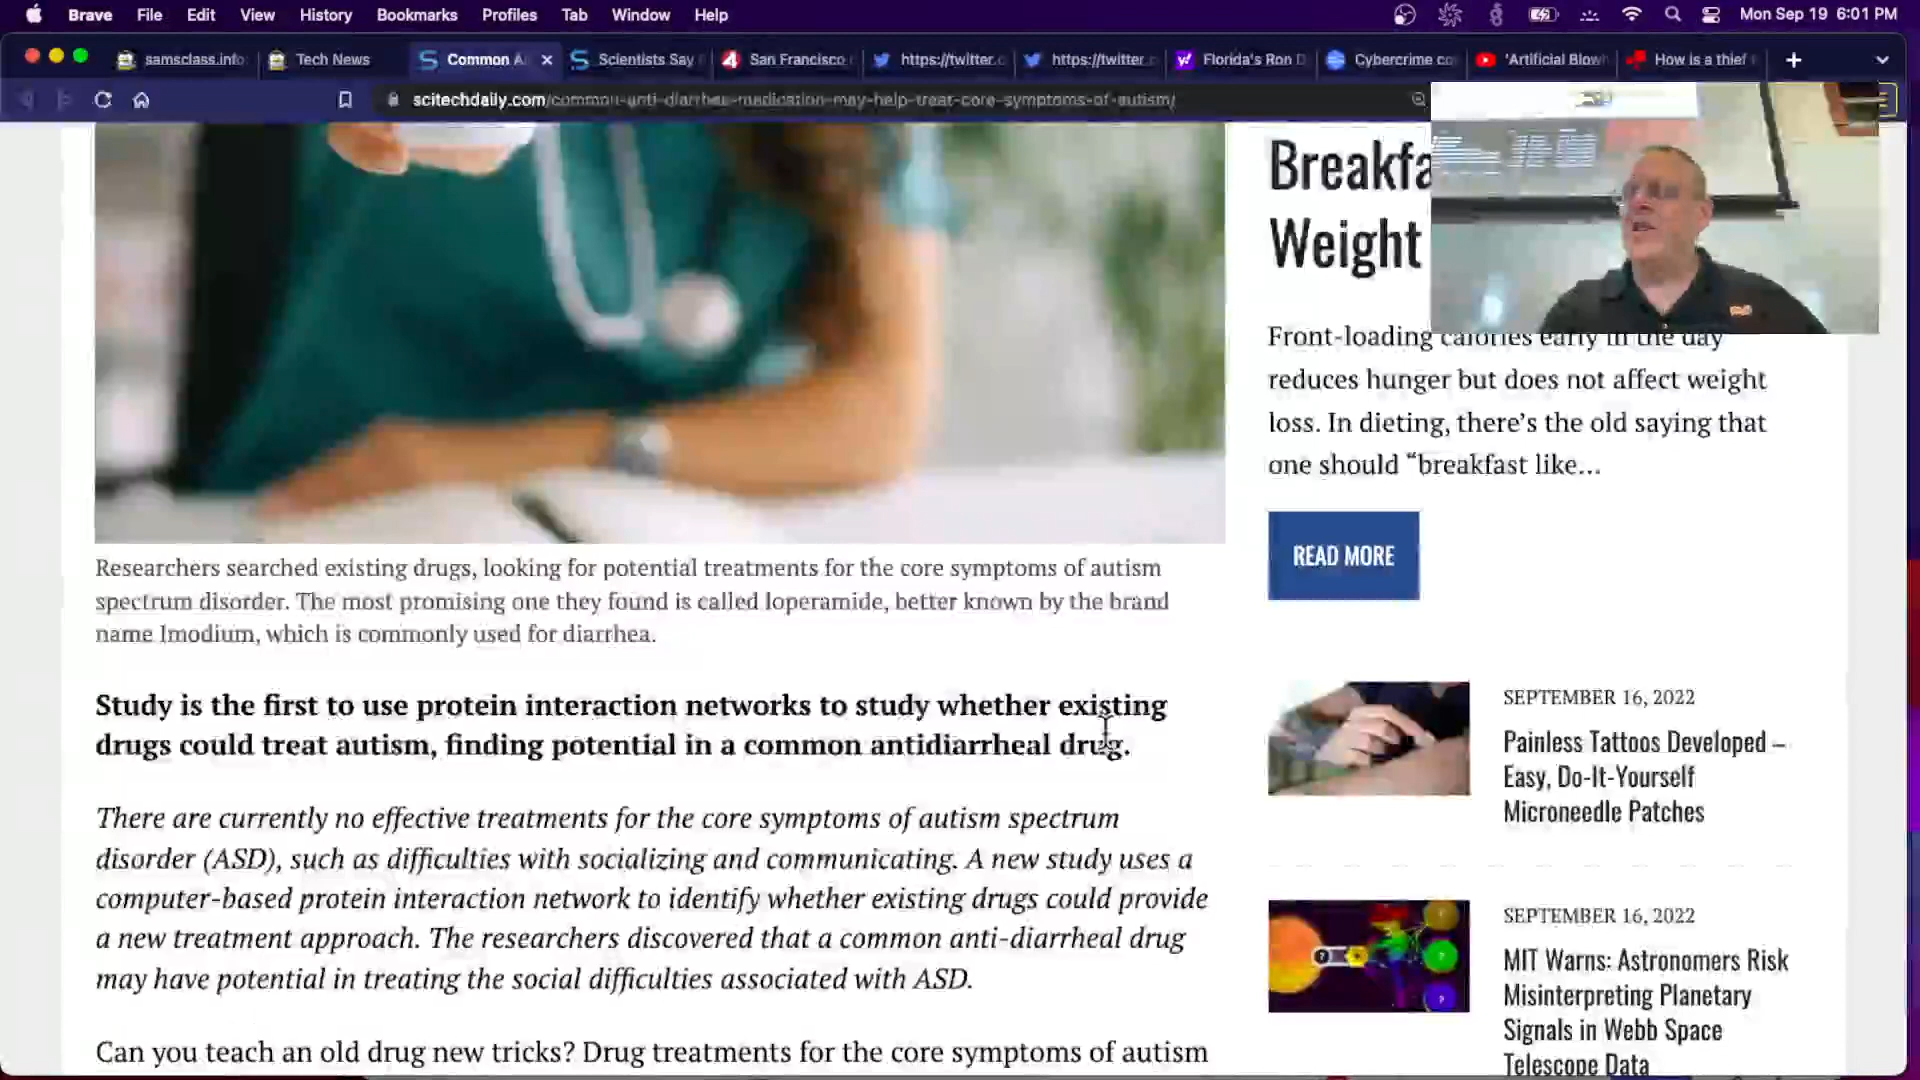 Brave File Edit View History Bookmarks Profiles Tab Window Help Mon Sep 19 6:01 PM
samsclass.info Tech News Common A Scientists Say San Francisco https://twitter.c https://twitter.c Florida's Ron D Cybercrime co 'Artificial Blow How is a thief
scitechdaily.com/common-anti-diarrhea-medication-may-help-treat-core-symptoms-of-autism/
Researchers searched existing drugs, looking for potential treatments for the core symptoms of autism
spectrum disorder. The most promising one they found is called loperamide, better known by the brand
name Imodium, which is commonly used for diarrhea.
Study is the first to use protein interaction networks to study whether existing
drugs could treat autism, finding potential in a common antidiarrheal drug.
There are currently no effective treatments for the core symptoms of autism spectrum
disorder (ASD), such as difficulties with socializing and communicating. A new study uses a
computer-based protein interaction network to identify whether existing drugs could provide
a new treatment approach. The researchers discovered that a common anti-diarrheal drug
may have potential in treating the social difficulties associated with ASD.
Can you teach an old drug new tricks? Drug treatments for the core symptoms of autism
Breakfa
Weight
Front-loading calories early in the day
reduces hunger but does not affect weight
loss. In dieting, there’s the old saying that
one should “breakfast like…
READ MORE
SEPTEMBER 16, 2022
Painless Tattoos Developed –
Easy, Do-It-Yourself
Microneedle Patches
SEPTEMBER 16, 2022
MIT Warns: Astronomers Risk
Misinterpreting Planetary
Signals in Webb Space
Telescope Data